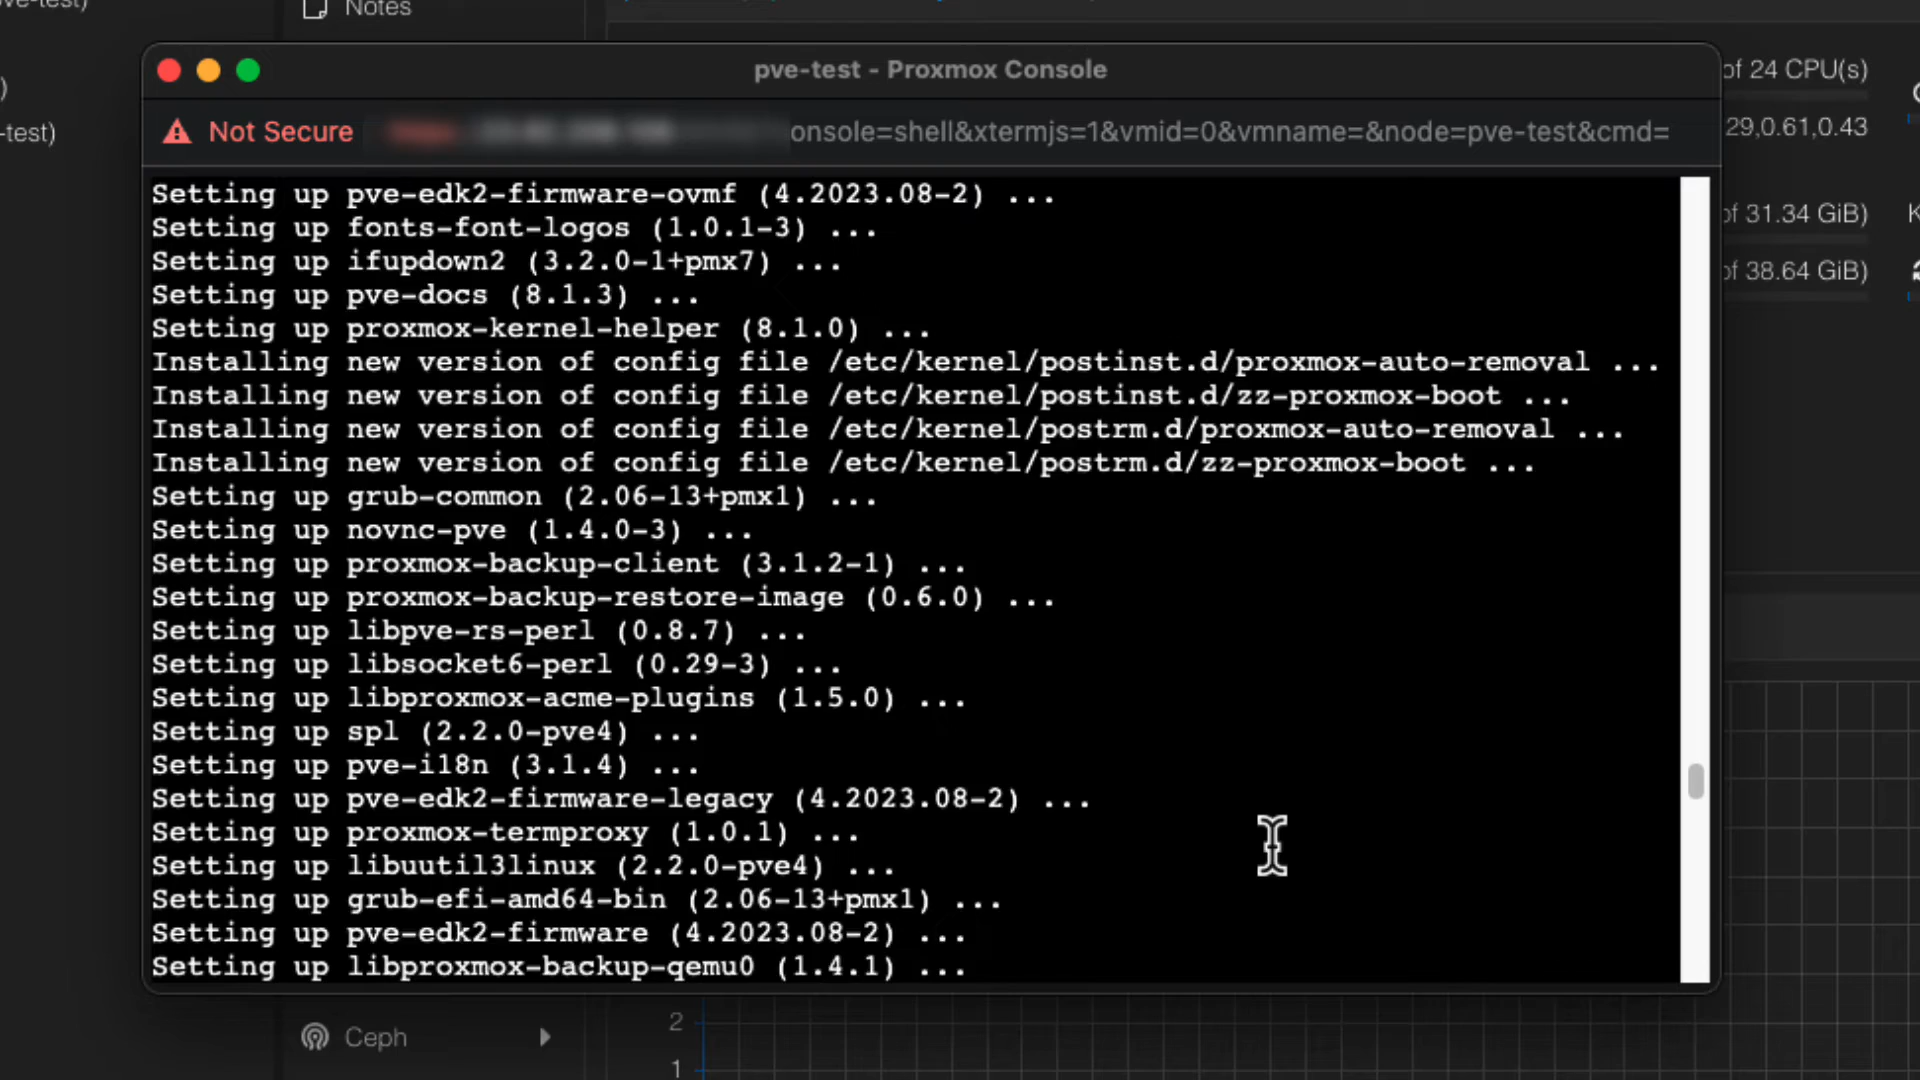 ve-test)
Notes
pve-test - Proxmox Console
of 24 CPU(s)
)
Not Secure
onsole=shell&xtermjs=1&vmid=0&vmname=&node=pve-test&cmd=
29,0.61,0.43
-test)
Setting up pve-edk2-firmware-ovmf (4.2023.08-2) ...
Setting up fonts-font-logos (1.0.1-3) ...
of 31.34 GiB)
Setting up ifupdown2 (3.2.0-1+pmx7) ...
of 38.64 GiB)
Setting up pve-docs (8.1.3) ...
Setting up proxmox-kernel-helper (8.1.0) ...
Installing new version of config file /etc/kernel/postinst.d/proxmox-auto-removal ...
Installing new version of config file /etc/kernel/postinst.d/zz-proxmox-boot ...
Installing new version of config file /etc/kernel/postrm.d/proxmox-auto-removal ...
Installing new version of config file /etc/kernel/postrm.d/zz-proxmox-boot ...
Setting up grub-common (2.06-13+pmx1) ...
Setting up novnc-pve (1.4.0-3) ...
Setting up proxmox-backup-client (3.1.2-1) ...
Setting up proxmox-backup-restore-image (0.6.0) ...
Setting up libpve-rs-perl (0.8.7) ...
Setting up libsocket6-perl (0.29-3) ...
Setting up libproxmox-acme-plugins (1.5.0) ...
Setting up spl (2.2.0-pve4) ...
Setting up pve-i18n (3.1.4) ...
Setting up pve-edk2-firmware-legacy (4.2023.08-2) ...
Setting up proxmox-termproxy (1.0.1) ...
Setting up libuutil3linux (2.2.0-pve4) ...
Setting up grub-efi-amd64-bin (2.06-13+pmx1) ...
Setting up pve-edk2-firmware (4.2023.08-2) ...
Setting up libproxmox-backup-qemu0 (1.4.1) ...
2
Ceph
1